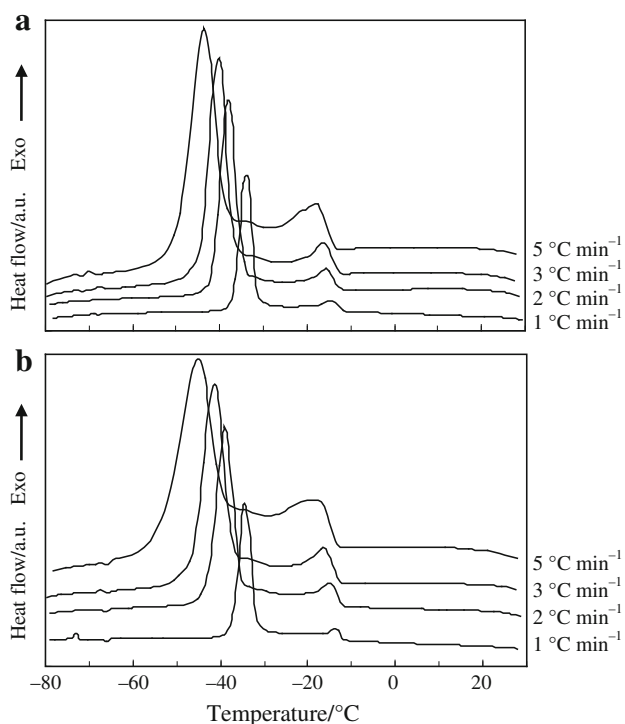 a
Heat flow/a.u. Exo
5 °C min⁻¹
3 °C min⁻¹
2 °C min⁻¹
1 °C min⁻¹
b
Heat flow/a.u. Exo
5 °C min⁻¹
3 °C min⁻¹
2 °C min⁻¹
1 °C min⁻¹
−80 −60 −40 −20 0 20
Temperature/°C